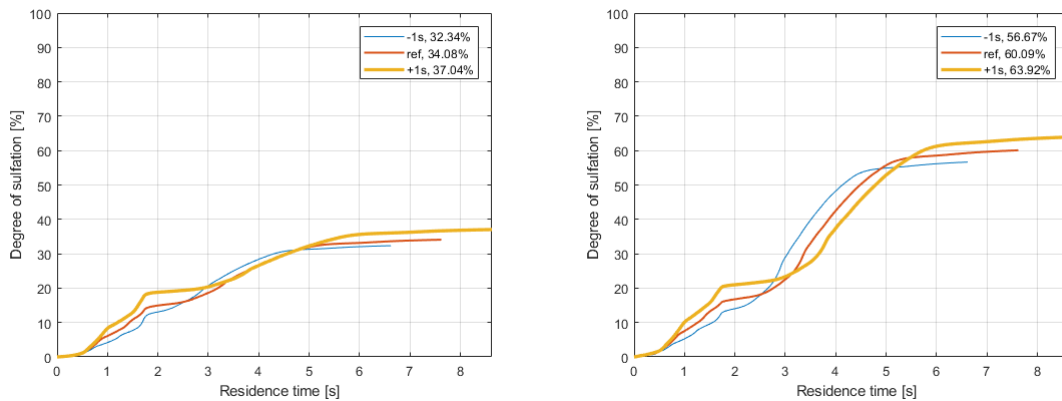 100
90
80
70
60
50
40
30
20
10
0
Degree of sulfation [%]
-1s, 32.34%
ref, 34.08%
+1s, 37.04%
0 1 2 3 4 5 6 7 8
Residence time [s]
100
90
80
70
60
50
40
30
20
10
0
Degree of sulfation [%]
-1s, 56.67%
ref, 60.09%
+1s, 63.92%
0 1 2 3 4 5 6 7 8
Residence time [s]